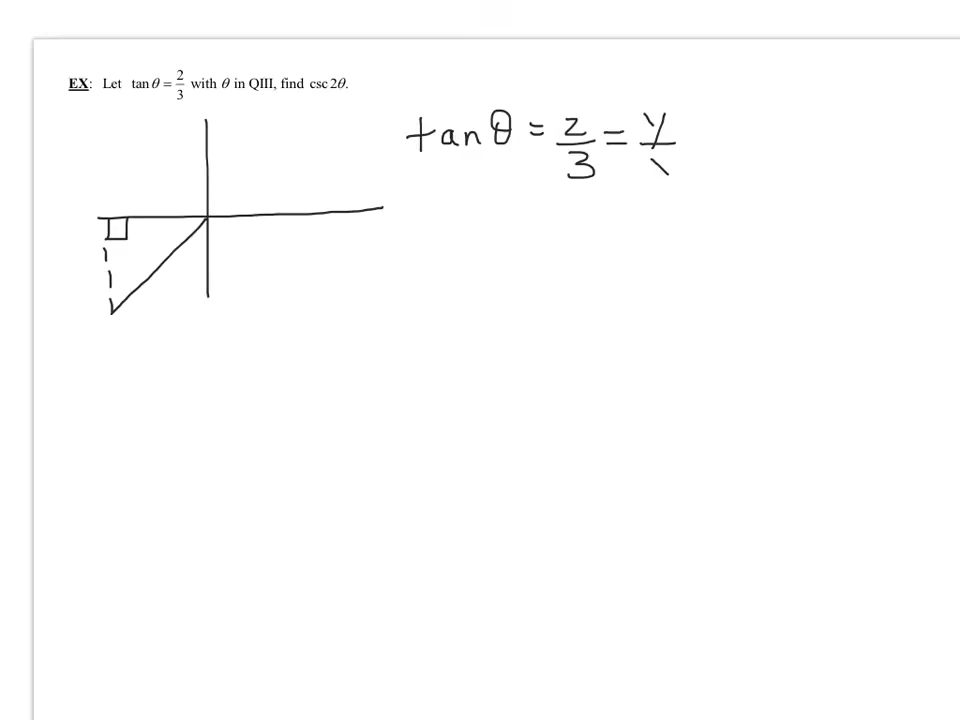 EX: Let tan θ = 2/3 with θ in QIII, find csc 2θ.
tan θ = 2/3 = y/